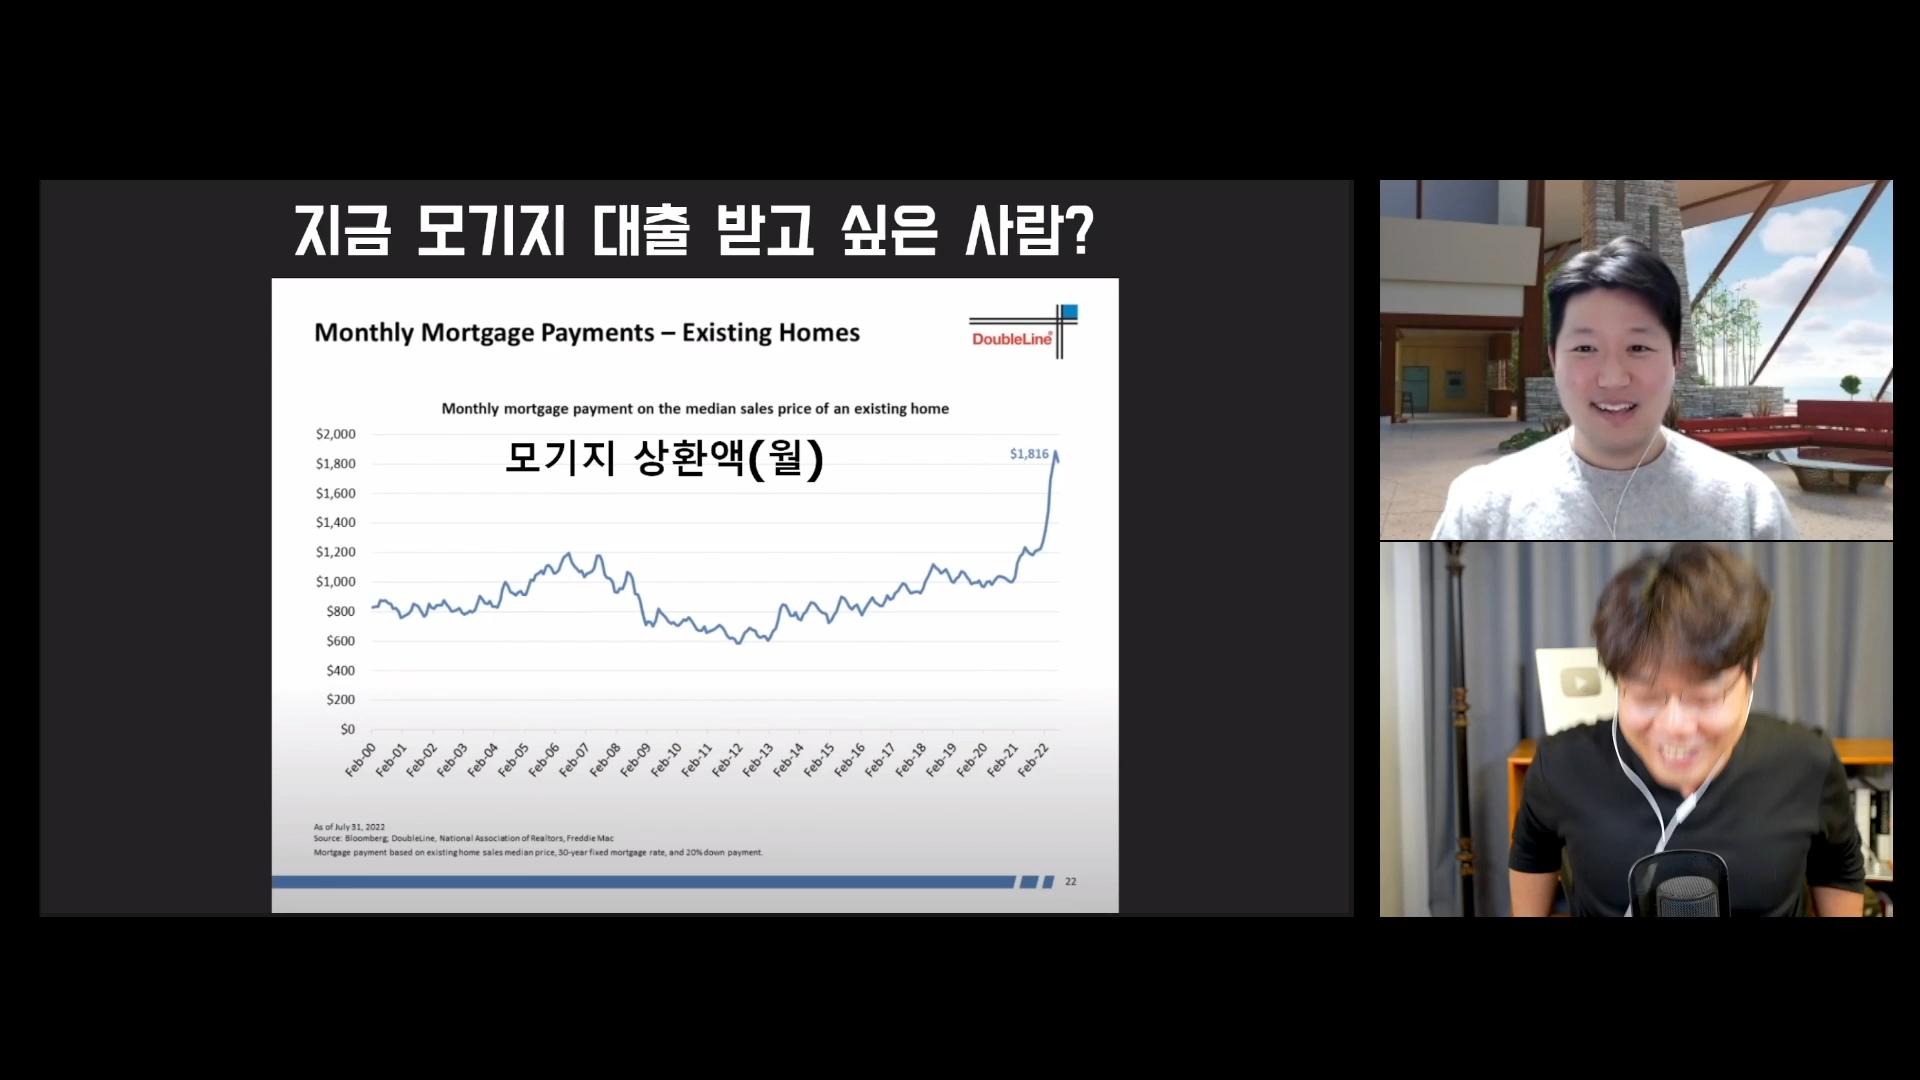 지금 모기지 대출 받고 싶은 사람?
Monthly Mortgage Payments – Existing Homes
DoubleLine®
Monthly mortgage payment on the median sales price of an existing home
모기지 상환액(월)
$2,000
$1,800
$1,600
$1,400
$1,200
$1,000
$800
$600
$400
$200
$0
$1,816
Feb-00
Feb-01
Feb-02
Feb-03
Feb-04
Feb-05
Feb-06
Feb-07
Feb-08
Feb-09
Feb-10
Feb-11
Feb-12
Feb-13
Feb-14
Feb-15
Feb-16
Feb-17
Feb-18
Feb-19
Feb-20
Feb-21
Feb-22
As of July 31, 2022
Source: Bloomberg; DoubleLine, National Association of Realtors, Freddie Mac
Mortgage payment based on existing home sales median price, 30-year fixed mortgage rate, and 20% down payment.
22